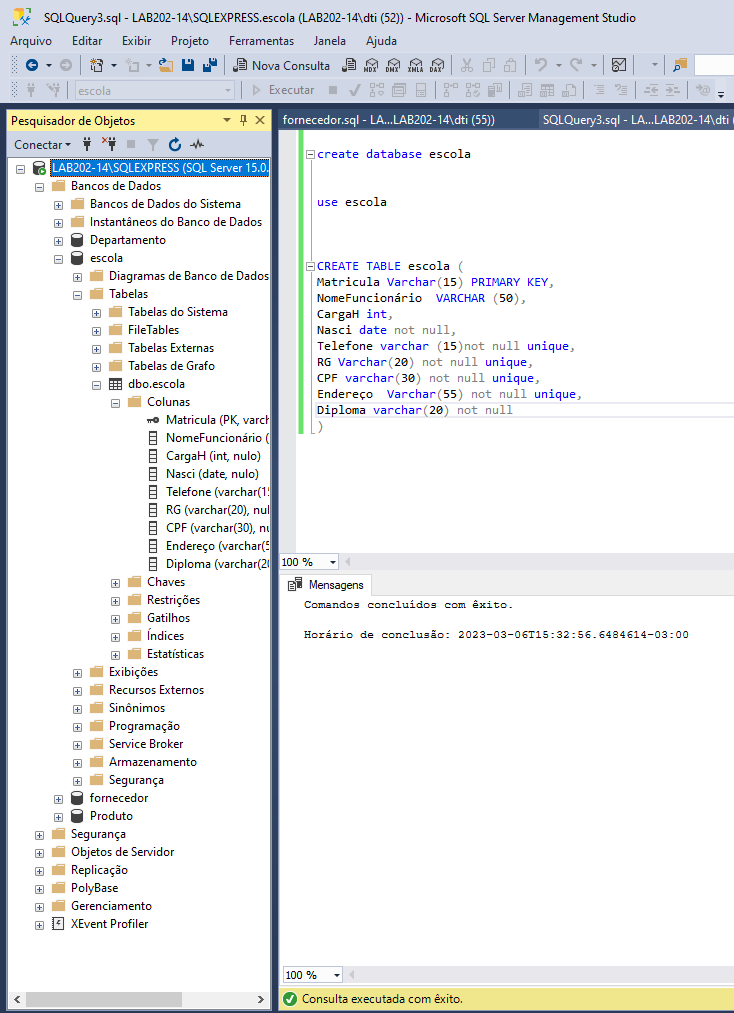 SQLQuery3.sql - LAB202-14\SQLEXPRESS.escola (LAB202-14\dti (52)) - Microsoft SQL Server Management Studio
Arquivo Editar Exibir Projeto Ferramentas Janela Ajuda
Nova Consulta MDX DMX XMLA DAX
escola Executar
Pesquisador de Objetos
Conectar
LAB202-14\SQLEXPRESS (SQL Server 15.0.
Bancos de Dados
Bancos de Dados do Sistema
Instantâneos do Banco de Dados
Departamento
escola
Diagramas de Banco de Dados
Tabelas
Tabelas do Sistema
FileTables
Tabelas Externas
Tabelas de Grafo
dbo.escola
Colunas
Matricula (PK, varch
NomeFuncionário (
CargaH (int, nulo)
Nasci (date, nulo)
Telefone (varchar(15
RG (varchar(20), nul
CPF (varchar(30), nu
Endereço (varchar(5
Diploma (varchar(20
Chaves
Restrições
Gatilhos
Índices
Estatísticas
Exibições
Recursos Externos
Sinônimos
Programação
Service Broker
Armazenamento
Segurança
fornecedor
Produto
Segurança
Objetos de Servidor
Replicação
PolyBase
Gerenciamento
XEvent Profiler
fornecedor.sql - LA...LAB202-14\dti (55)) SQLQuery3.sql - LA...LAB202-14\dti
create database escola
use escola
CREATE TABLE escola (
Matricula Varchar(15) PRIMARY KEY,
NomeFuncionário  VARCHAR (50),
CargaH int,
Nasci date not null,
Telefone varchar (15)not null unique,
RG Varchar(20) not null unique,
CPF varchar(30) not null unique,
Endereço  Varchar(55) not null unique,
Diploma varchar(20) not null
)
100 %
Mensagens
Comandos concluídos com êxito.
Horário de conclusão: 2023-03-06T15:32:56.6484614-03:00
100 %
Consulta executada com êxito.